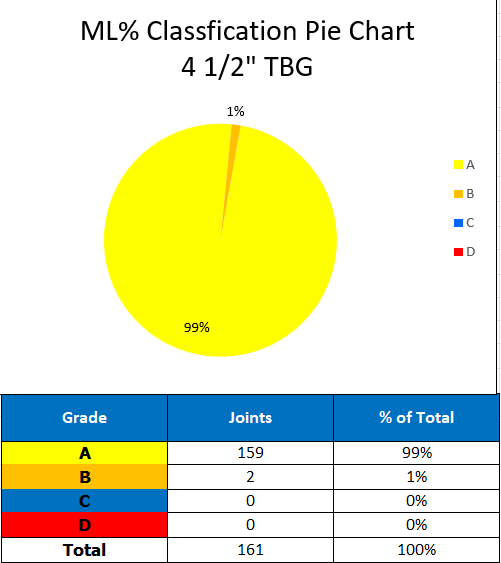 ML% Classfication Pie Chart
4 1/2" TBG
1%
A
B
C
D
99%
Grade Joints % of Total
A 159 99%
B 2 1%
C 0 0%
D 0 0%
Total 161 100%